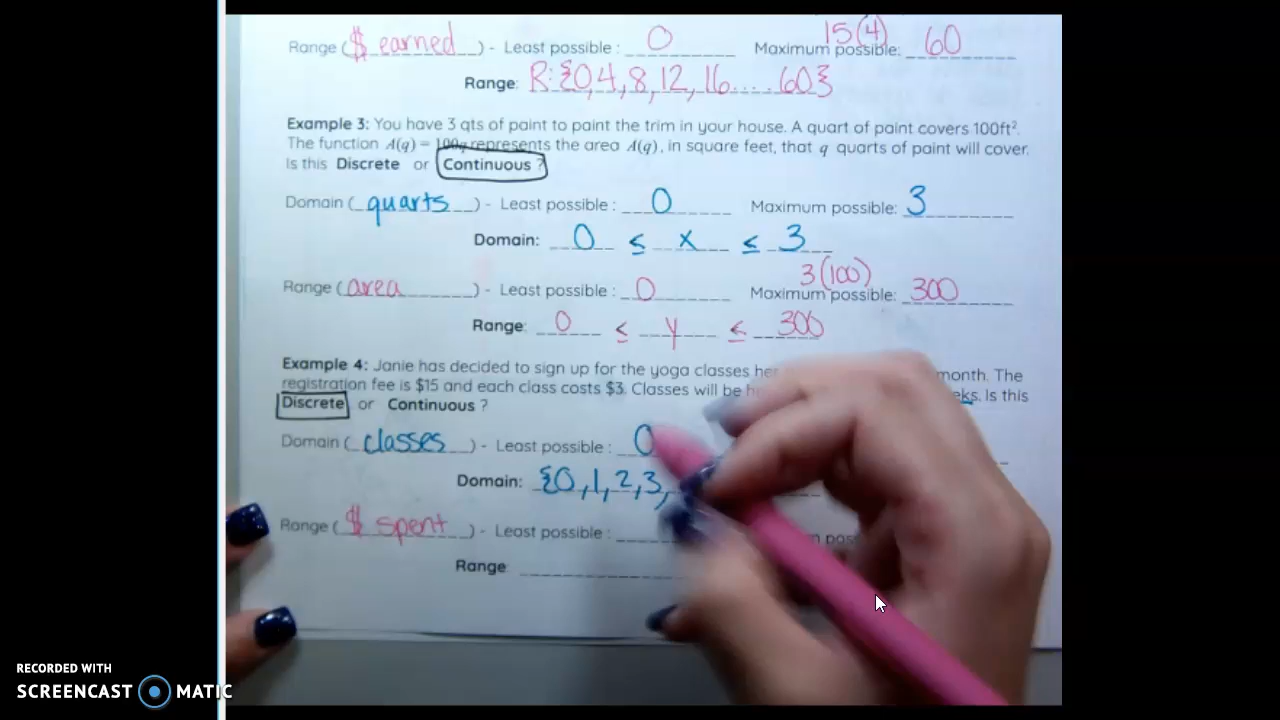 15(4)
Range ( $ earned ) - Least possible : 0 Maximum possible: 60
Range: R: {0, 4, 8, 12, 16.... 60}
Example 3: You have 3 qts of paint to paint the trim in your house. A quart of paint covers 100ft².
The function A(q) = 100q represents the area A(q), in square feet, that q quarts of paint will cover.
Is this Discrete or Continuous ?
Domain ( quarts ) - Least possible : 0 Maximum possible: 3
Domain: 0 ≤ x ≤ 3
3(100)
Range ( area ) - Least possible : 0 Maximum possible: 300
Range: 0 ≤ y ≤ 300
Example 4: Janie has decided to sign up for the yoga classes month. The
registration fee is $15 and each class costs $3. Classes will be Is this
Discrete or Continuous ?
Domain ( classes ) - Least possible : 0
Domain: {0, 1, 2, 3,
Range ( $ spent ) - Least possible :
Range
RECORDED WITH
SCREENCAST MATIC